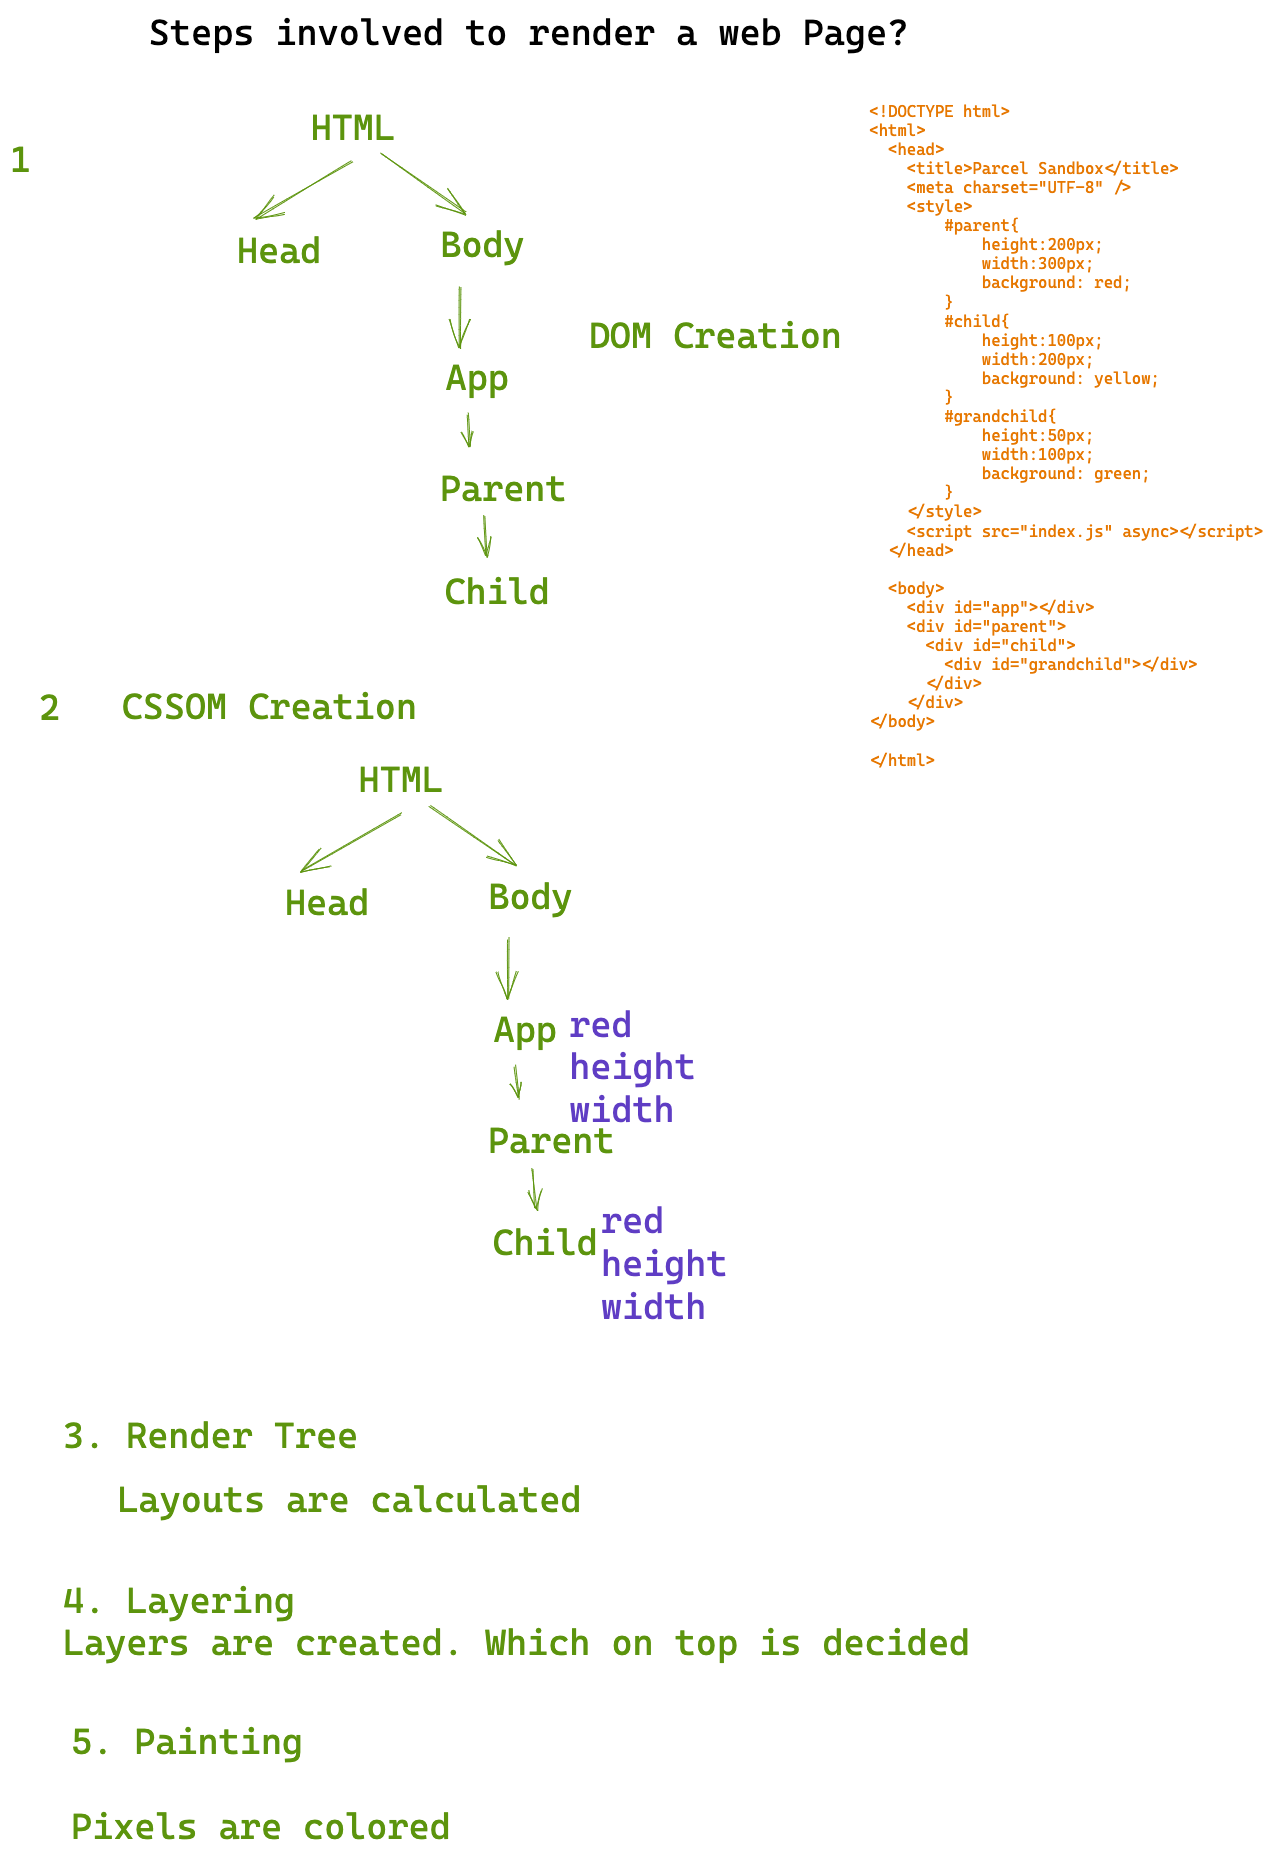 Steps involved to render a web Page?
1
HTML
Head
Body
DOM Creation
App
Parent
Child
<!DOCTYPE html>
<html>
  <head>
    <title>Parcel Sandbox</title>
    <meta charset="UTF-8" />
    <style>
        #parent{
            height:200px;
            width:300px;
            background: red;
        }
        #child{
            height:100px;
            width:200px;
            background: yellow;
        }
        #grandchild{
            height:50px;
            width:100px;
            background: green;
        }
    </style>
    <script src="index.js" async></script>
  </head>

  <body>
    <div id="app"></div>
    <div id="parent">
      <div id="child">
        <div id="grandchild"></div>
      </div>
    </div>
</body>

</html>
2 CSSOM Creation
HTML
Head
Body
App
red
height
width
Parent
Child
red
height
width
3. Render Tree
Layouts are calculated
4. Layering
Layers are created. Which on top is decided
5. Painting
Pixels are colored